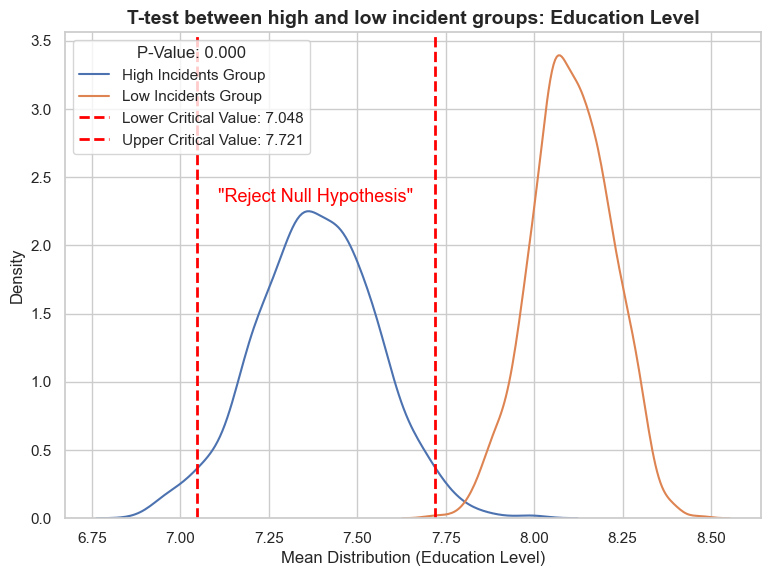 T-test between high and low incident groups: Education Level
3.5
3.0
2.5
2.0
1.5
1.0
0.5
0.0
Density
P-Value: 0.000
High Incidents Group
Low Incidents Group
Lower Critical Value: 7.048
Upper Critical Value: 7.721
"Reject Null Hypothesis"
6.75 7.00 7.25 7.50 7.75 8.00 8.25 8.50
Mean Distribution (Education Level)